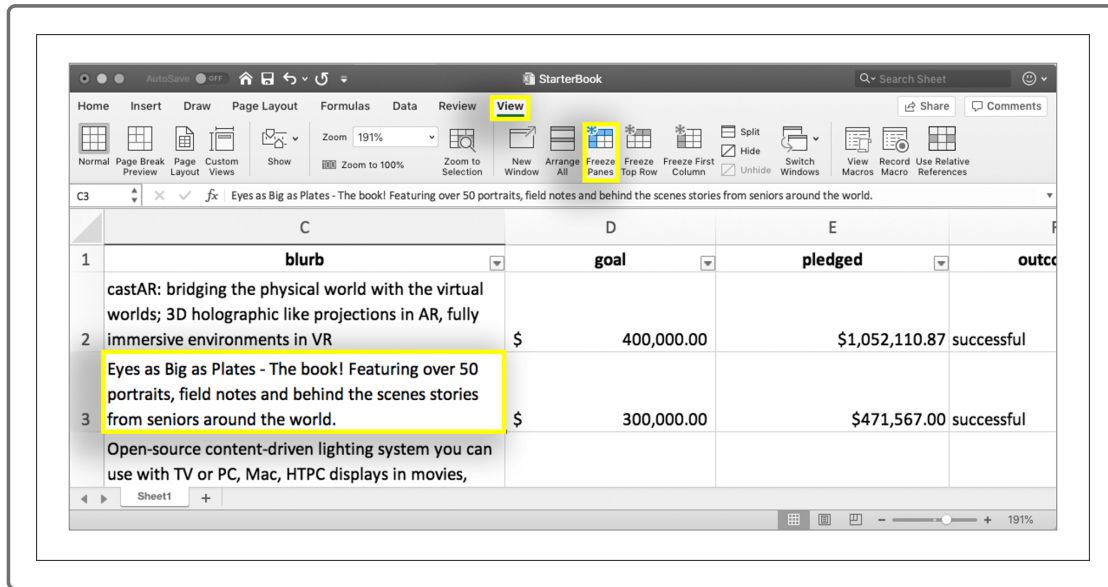 AutoSave OFF StarterBook Search Sheet
Home Insert Draw Page Layout Formulas Data Review View Share Comments
Zoom 191% Split
Hide
Normal Page Break Page Custom Show Zoom to 100% Zoom to New Arrange Freeze Freeze Freeze First Unhide Switch View Record Use Relative
Preview Layout Views Selection Window All Panes Top Row Column Windows Macros Macro References
C3 fx Eyes as Big as Plates - The book! Featuring over 50 portraits, field notes and behind the scenes stories from seniors around the world.
C D E F
1 blurb goal pledged outco
castAR: bridging the physical world with the virtual
worlds; 3D holographic like projections in AR, fully
2 immersive environments in VR $ 400,000.00 $1,052,110.87 successful
Eyes as Big as Plates - The book! Featuring over 50
portraits, field notes and behind the scenes stories
3 from seniors around the world. $ 300,000.00 $471,567.00 successful
Open-source content-driven lighting system you can
use with TV or PC, Mac, HTPC displays in movies,
Sheet1 +
191%